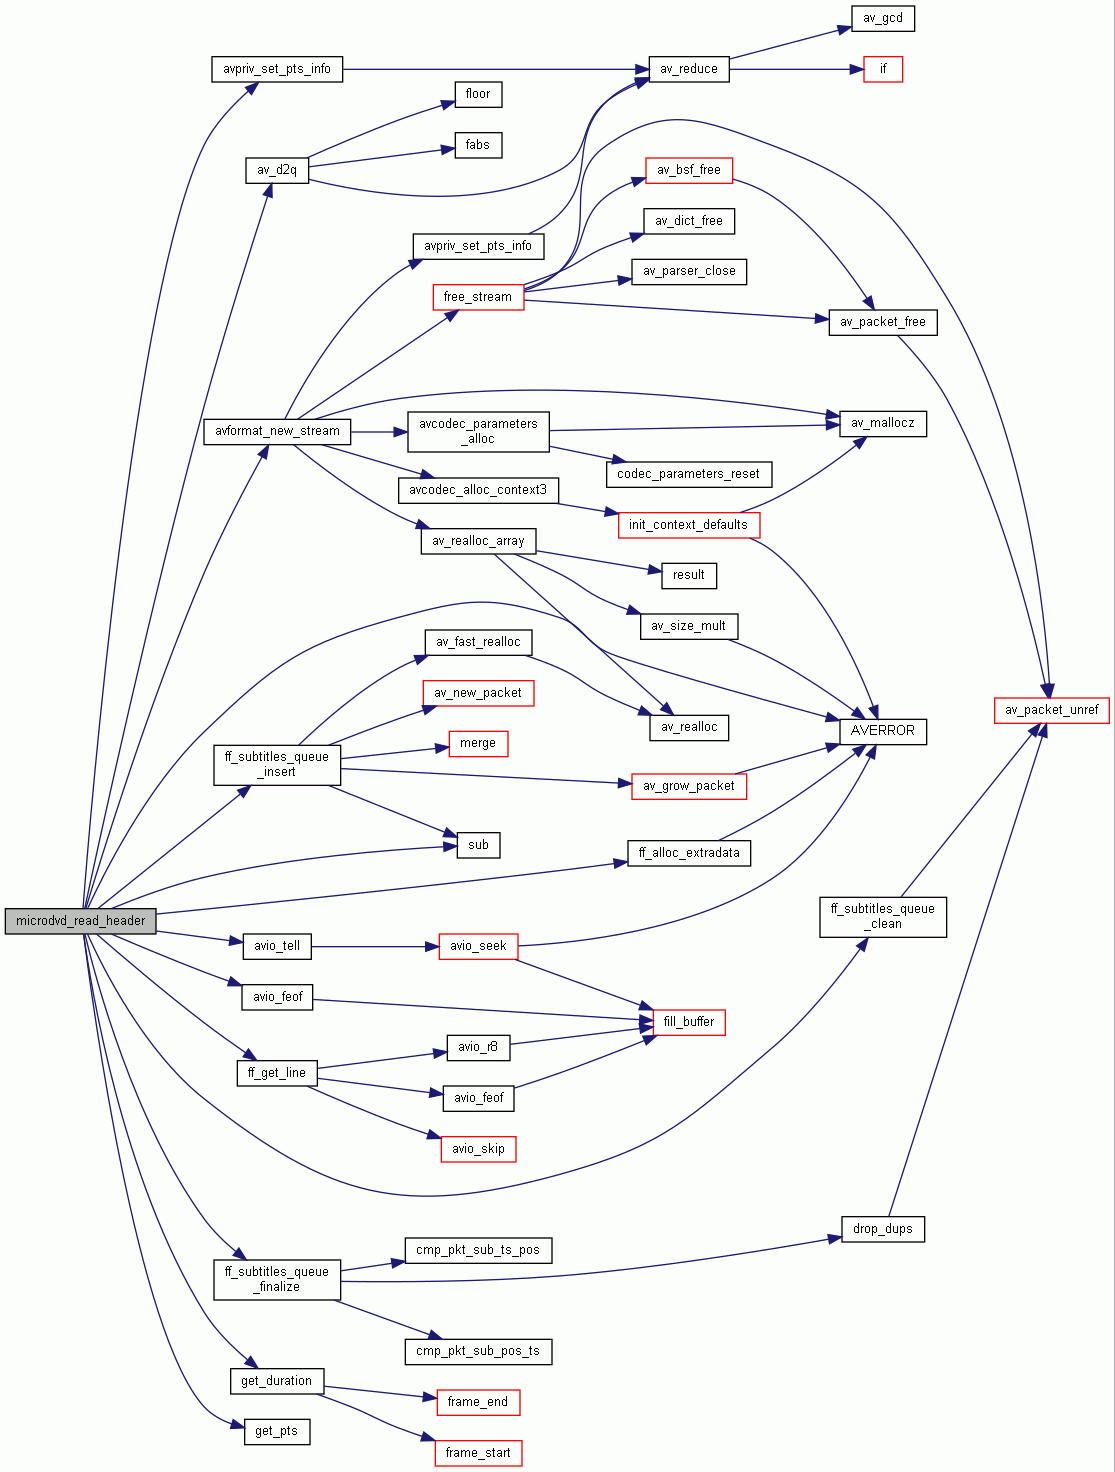 av_gcd
avpriv_set_pts_info
av_reduce
if
floor
fabs
av_d2q
av_bsf_free
av_dict_free
avpriv_set_pts_info
av_parser_close
free_stream
av_packet_free
avformat_new_stream
avcodec_parameters
_alloc
av_mallocz
codec_parameters_reset
avcodec_alloc_context3
init_context_defaults
av_realloc_array
result
av_size_mult
av_fast_realloc
av_new_packet
av_packet_unref
av_realloc
AVERROR
merge
ff_subtitles_queue
_insert
av_grow_packet
sub
ff_alloc_extradata
microdvd_read_header
ff_subtitles_queue
_clean
avio_tell
avio_seek
avio_feof
fill_buffer
avio_r8
ff_get_line
avio_feof
avio_skip
drop_dups
cmp_pkt_sub_ts_pos
ff_subtitles_queue
_finalize
cmp_pkt_sub_pos_ts
get_duration
frame_end
get_pts
frame_start